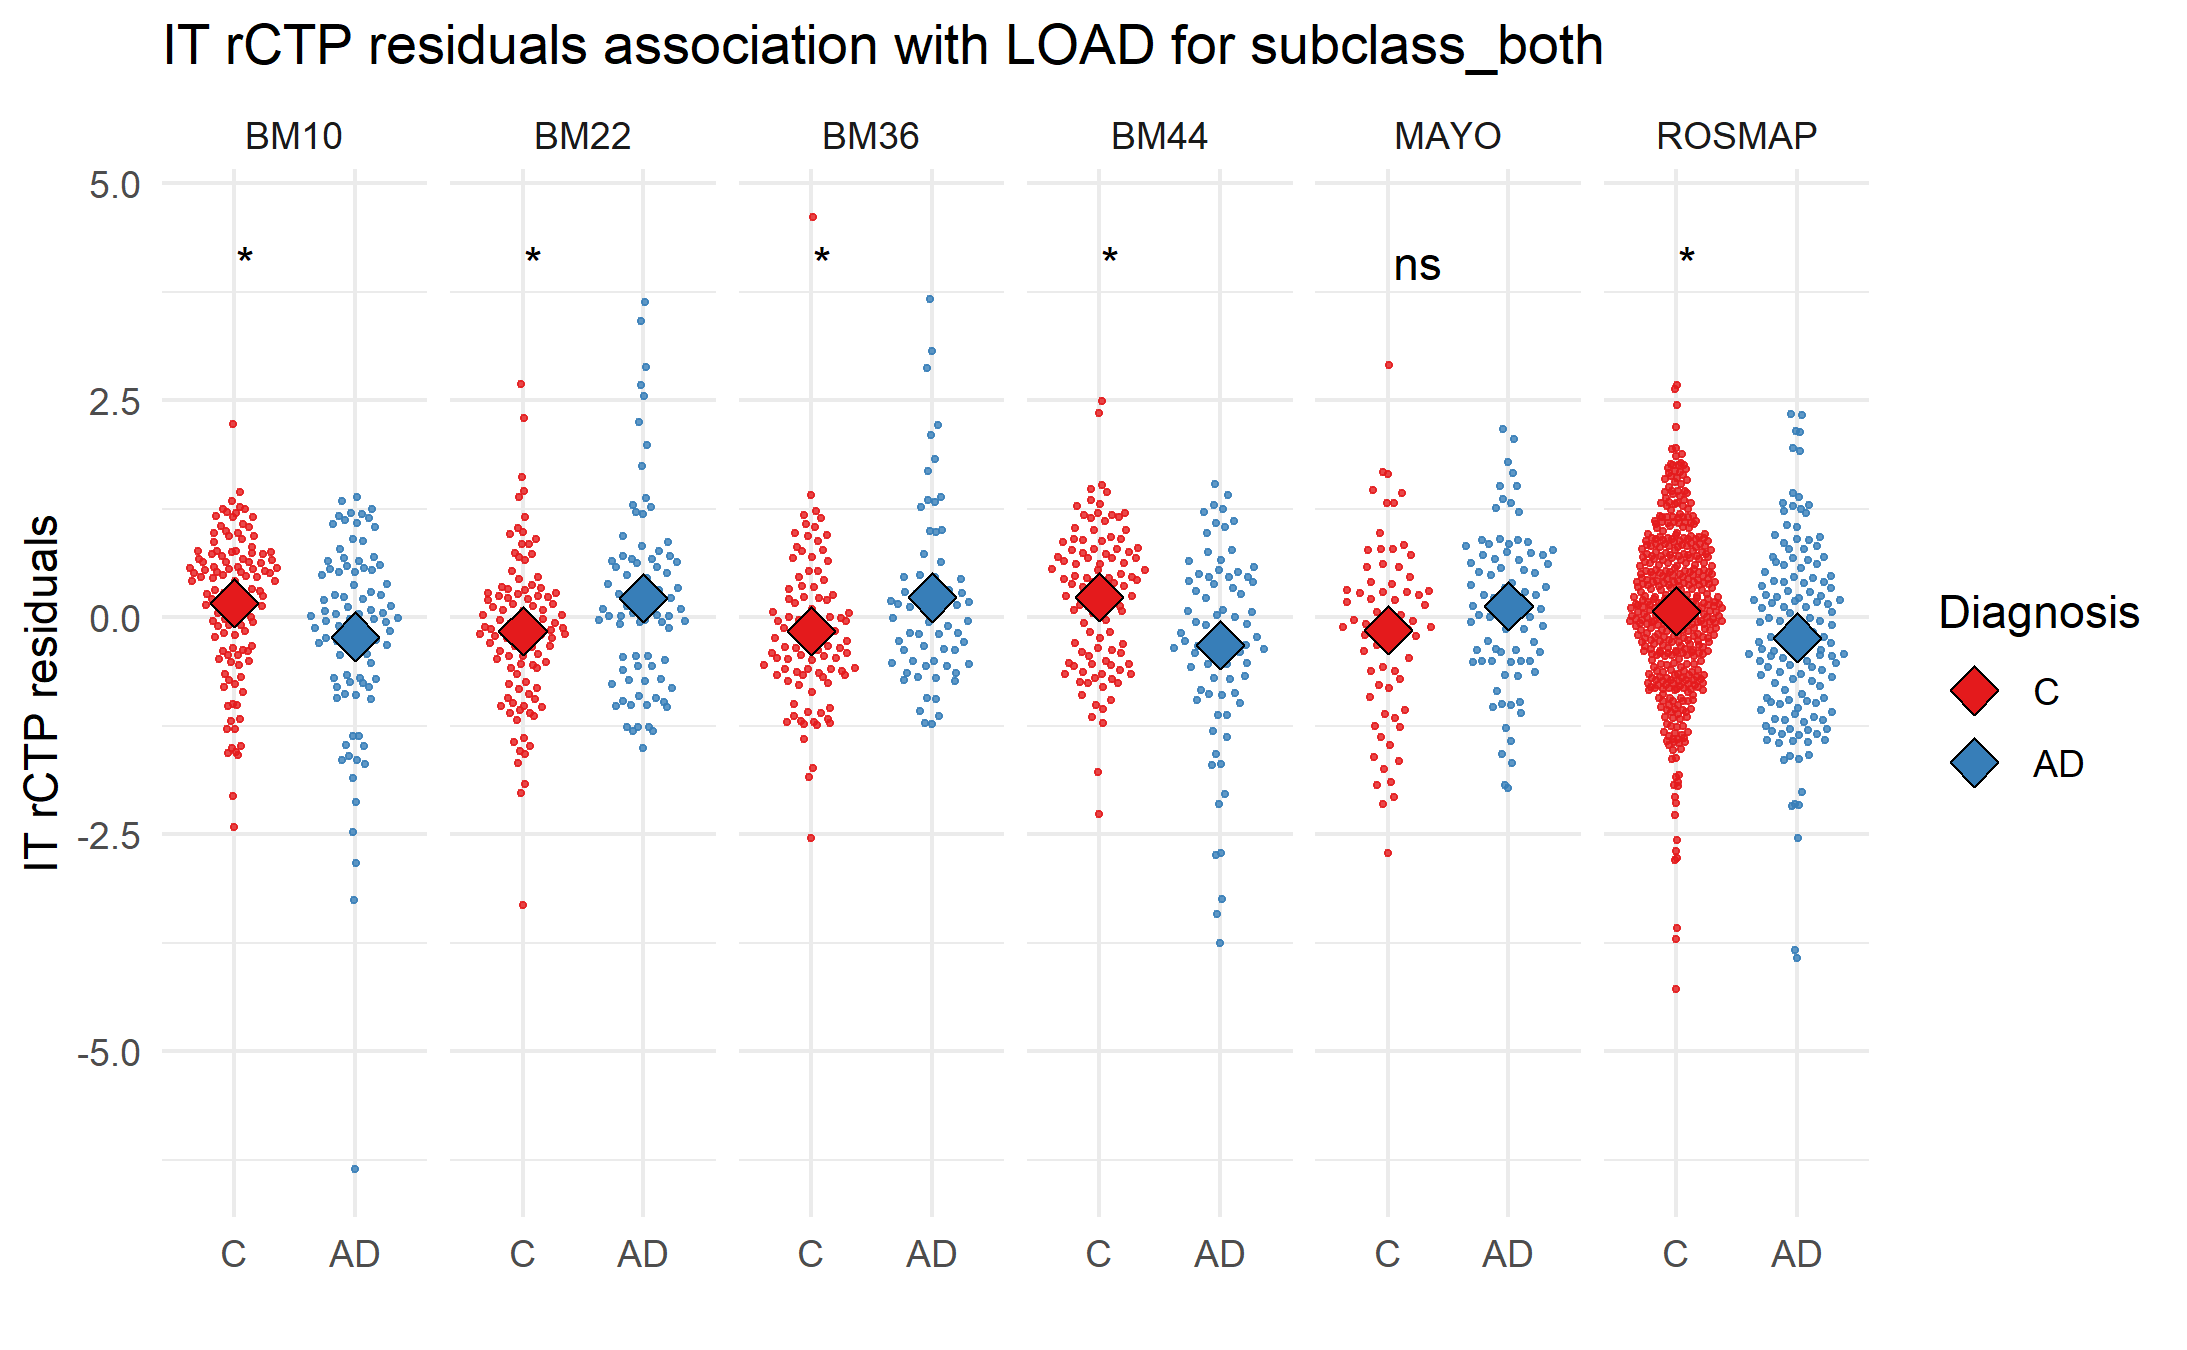 IT rCTP residuals association with LOAD for subclass_both
BM10 BM22 BM36 BM44 MAYO ROSMAP
5.0
* * * * ns *
2.5
0.0
-2.5
-5.0
IT rCTP residuals
C AD C AD C AD C AD C AD C AD
Diagnosis
C
AD